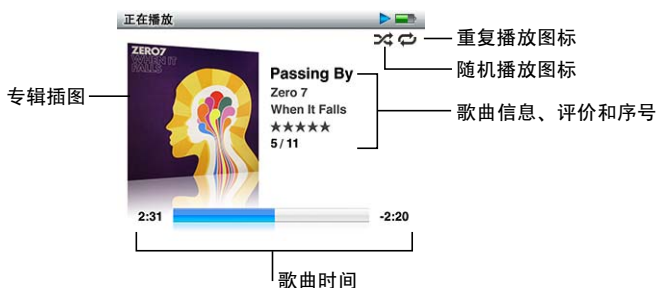 正在播放
重复播放图标
随机播放图标
专辑插图
ZERO7
WHEN IT
FALLS
Passing By
Zero 7
When It Falls
★★★★★
5 / 11
歌曲信息、评价和序号
2:31
-2:20
歌曲时间